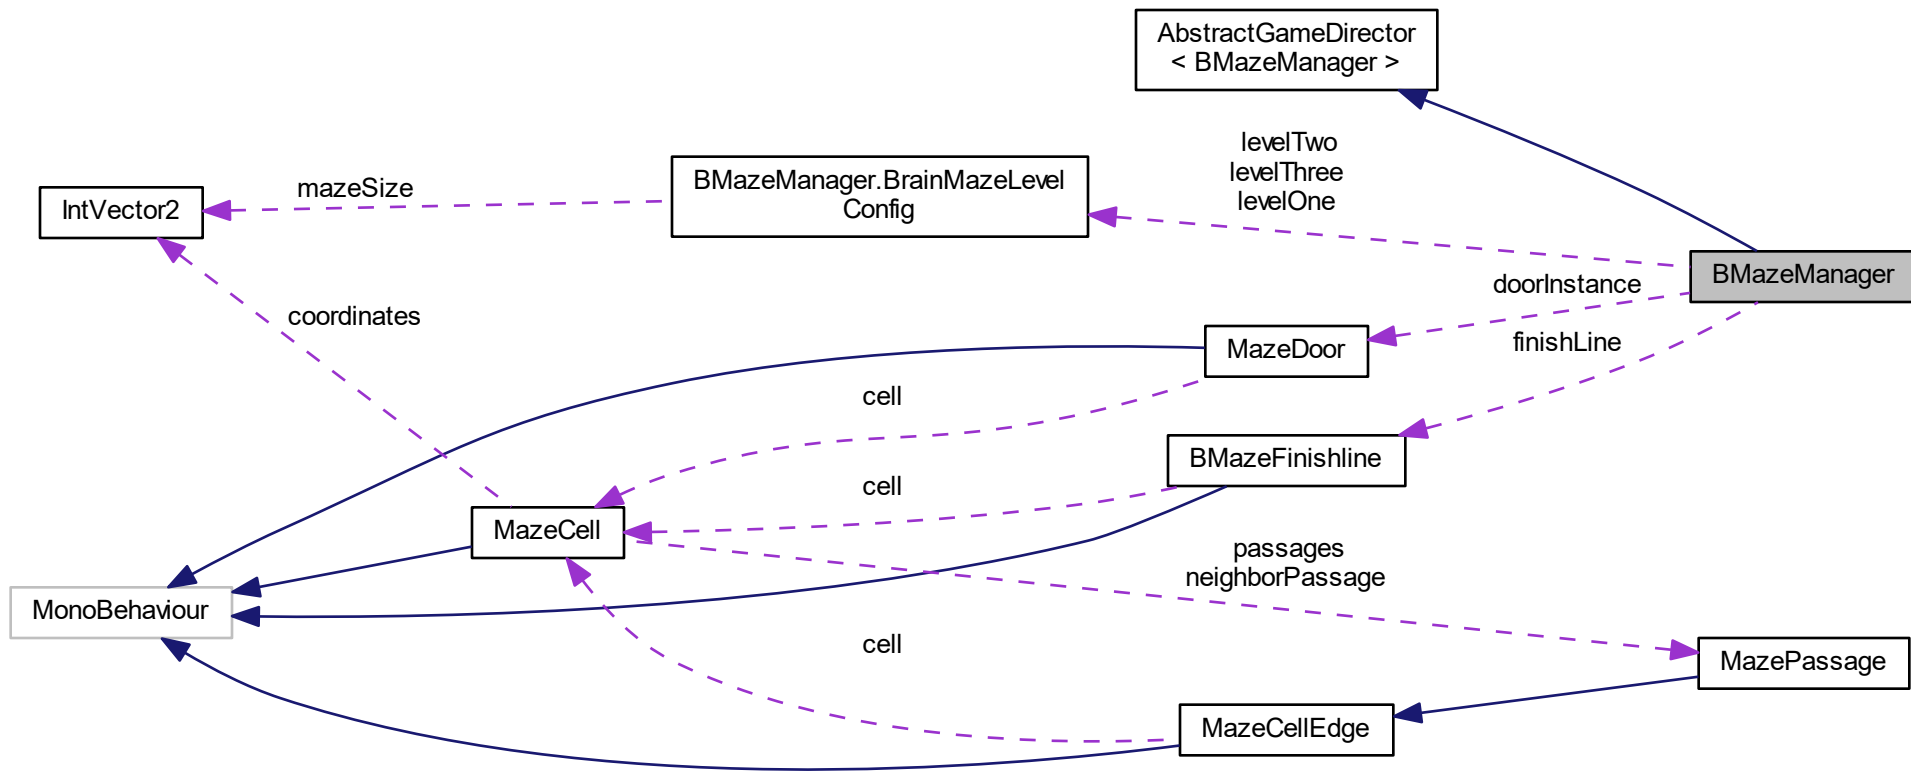 AbstractGameDirector
< BMazeManager >
levelTwo
levelThree
levelOne
mazeSize
BMazeManager.BrainMazeLevel
Config
IntVector2
BMazeManager
doorInstance
coordinates
MazeDoor
finishLine
cell
BMazeFinishline
cell
MazeCell
passages
neighborPassage
MonoBehaviour
cell
MazePassage
MazeCellEdge